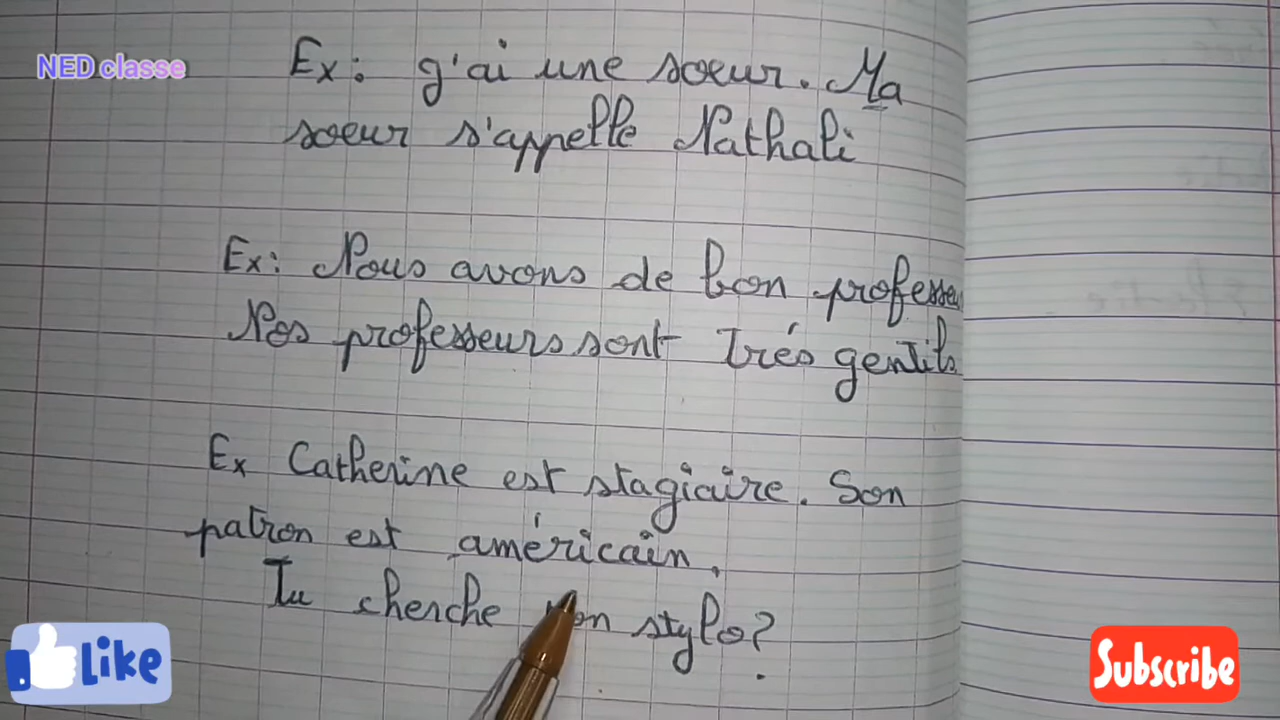 NED classe
Ex: j'ai une soeur. Ma
soeur s'appelle Nathali
Ex: Nous avons de bon professeu
Nos professeurs sont trés gentils
Ex Catherine est stagiaire. Son
patron est américain.
Tu cherche stylo?
Like
Subscribe